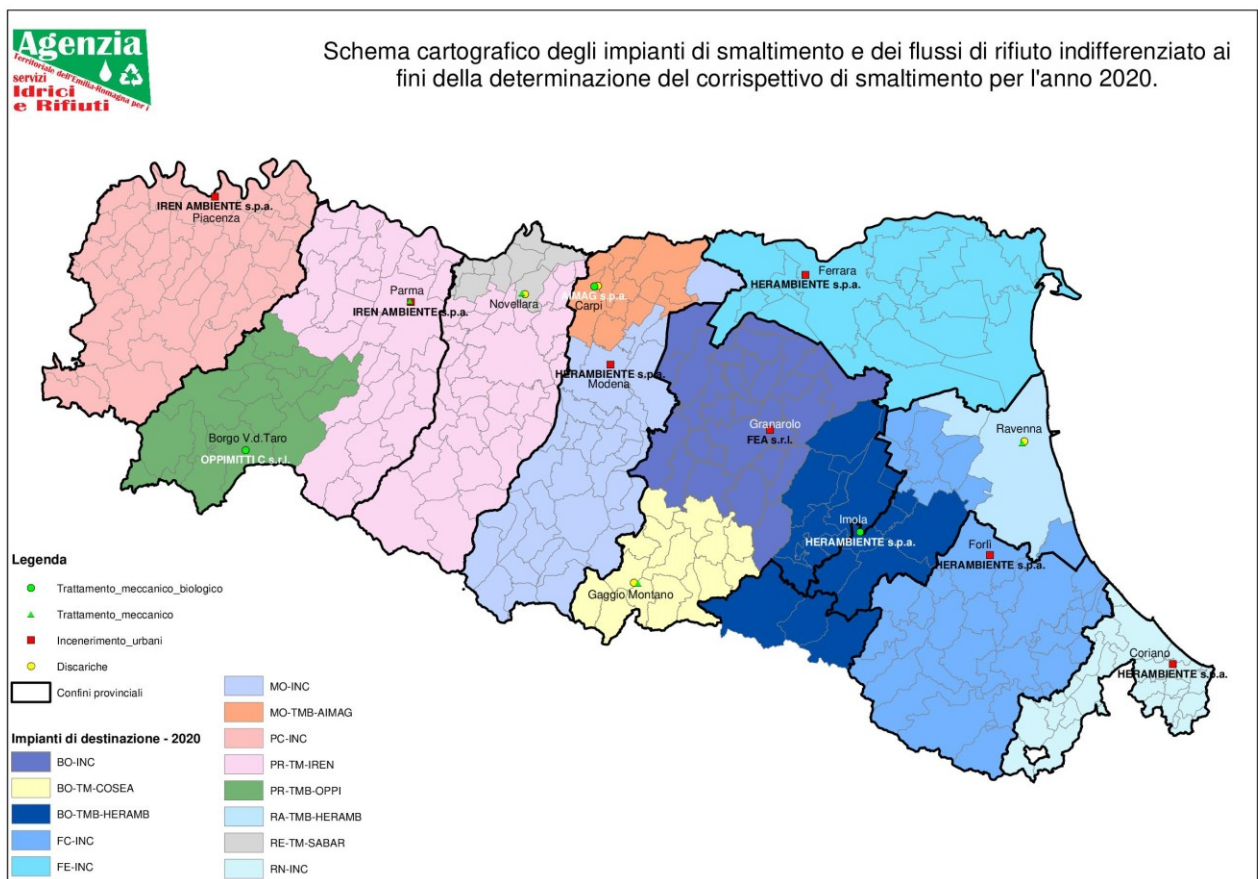 Agenzia
Territoriale dell'Emilia-Romagna per i
servizi
Idrici
e Rifiuti
Schema cartografico degli impianti di smaltimento e dei flussi di rifiuto indifferenziato ai
fini della determinazione del corrispettivo di smaltimento per l'anno 2020.
IREN AMBIENTE s.p.a.
Piacenza
Parma
IREN AMBIENTE s.p.a.
Novellara
AIMAG s.p.a.
Carpi
Ferrara
HERAMBIENTE s.p.a.
HERAMBIENTE s.p.a.
Modena
Granarolo
FEA s.r.l.
Ravenna
Borgo V.d.Taro
OPPIMITTI C s.r.l.
Imola
HERAMBIENTE s.p.a.
Forlì
HERAMBIENTE s.p.a.
Gaggio Montano
Coriano
HERAMBIENTE s.p.a.
Legenda
Trattamento_meccanico_biologico
Trattamento_meccanico
Incenerimento_urbani
Discariche
Confini provinciali
Impianti di destinazione - 2020
BO-INC
BO-TM-COSEA
BO-TMB-HERAMB
FC-INC
FE-INC
MO-INC
MO-TMB-AIMAG
PC-INC
PR-TM-IREN
PR-TMB-OPPI
RA-TMB-HERAMB
RE-TM-SABAR
RN-INC